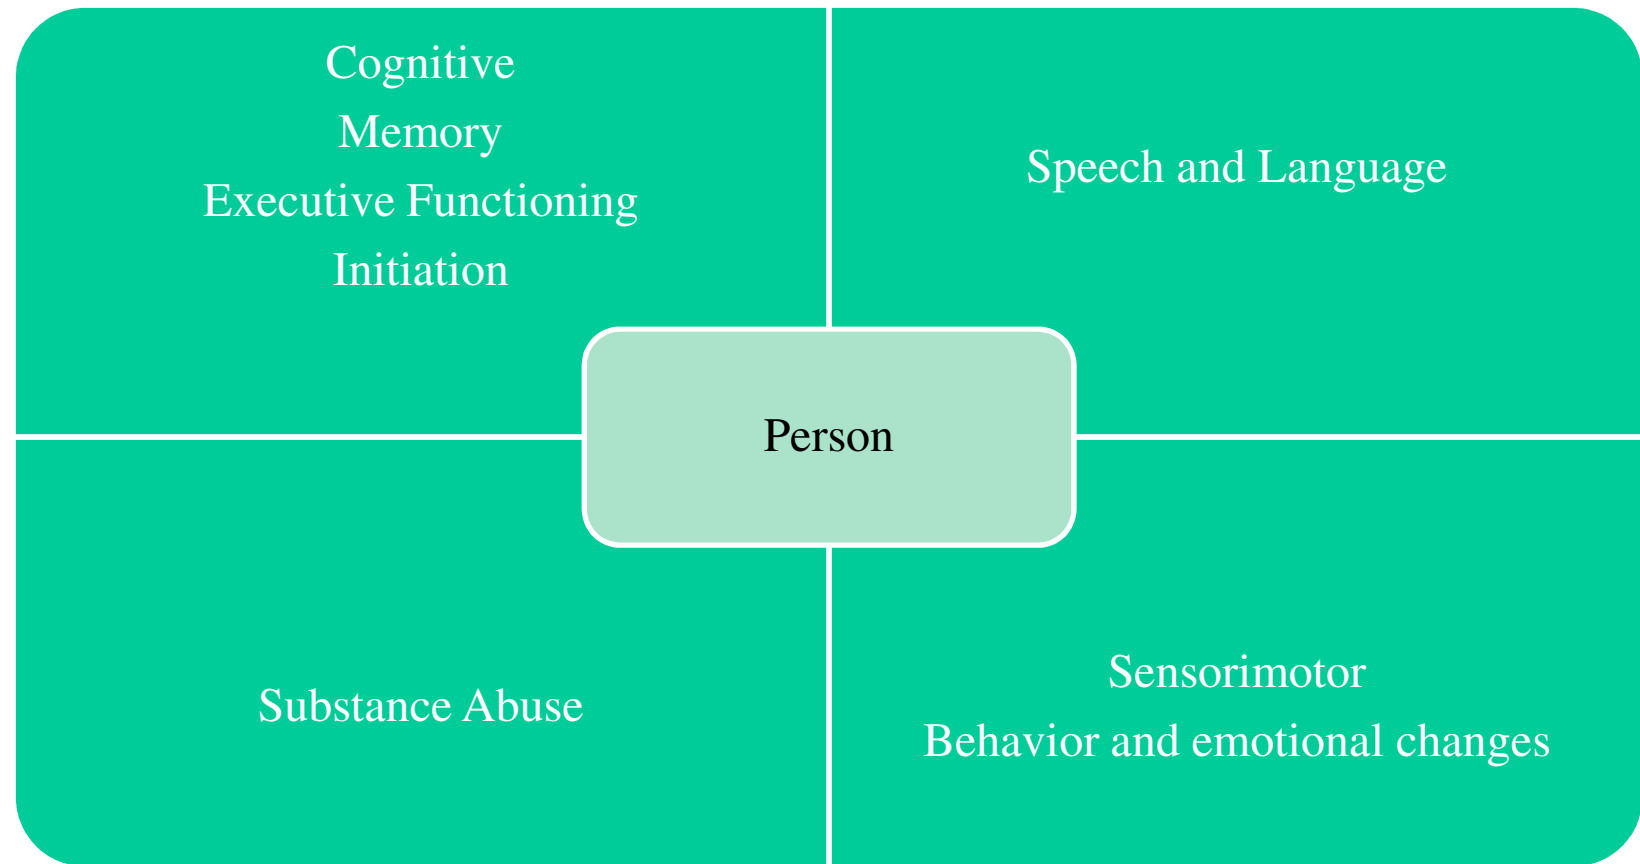 Cognitive
Memory
Executive Functioning
Initiation
Speech and Language
Person
Substance Abuse
Sensorimotor
Behavior and emotional changes